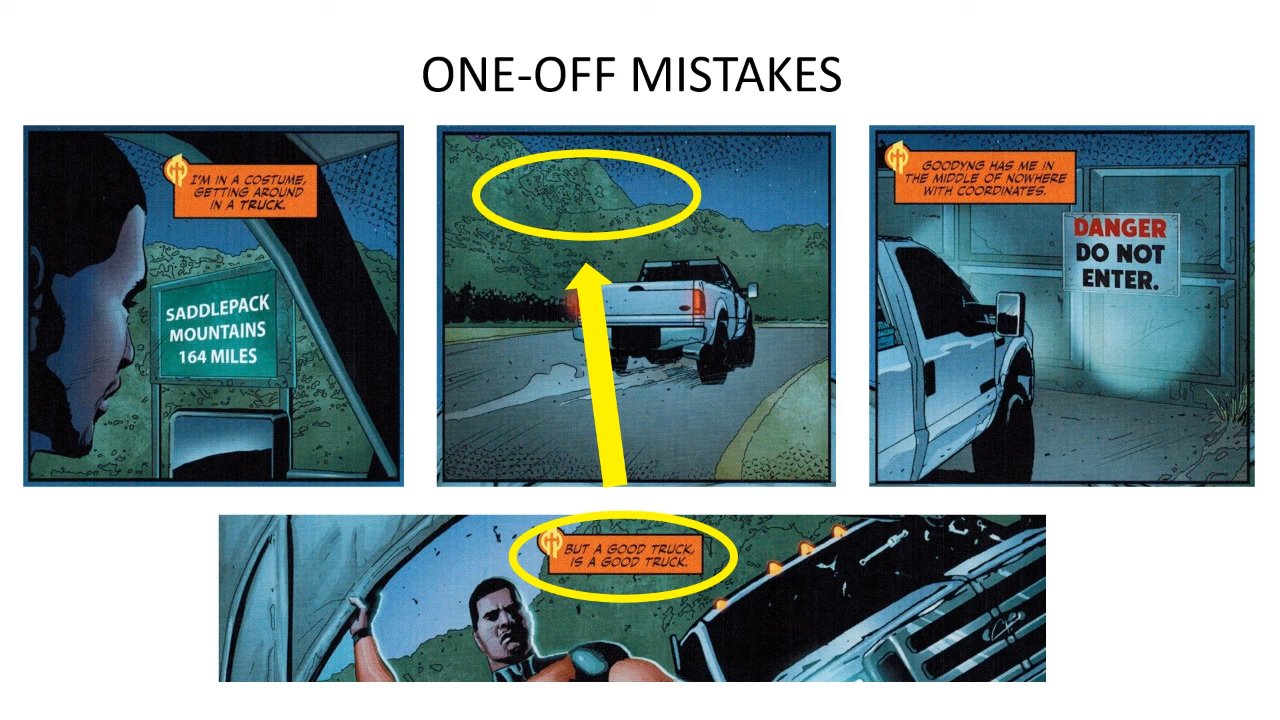 ONE-OFF MISTAKES
I'M IN A COSTUME,
GETTING AROUND
IN A TRUCK.
SADDLEPACK
MOUNTAINS
164 MILES
GOODYNG HAS ME IN
THE MIDDLE OF NOWHERE
WITH COORDINATES.
DANGER
DO NOT
ENTER.
BUT A GOOD TRUCK,
IS A GOOD TRUCK.